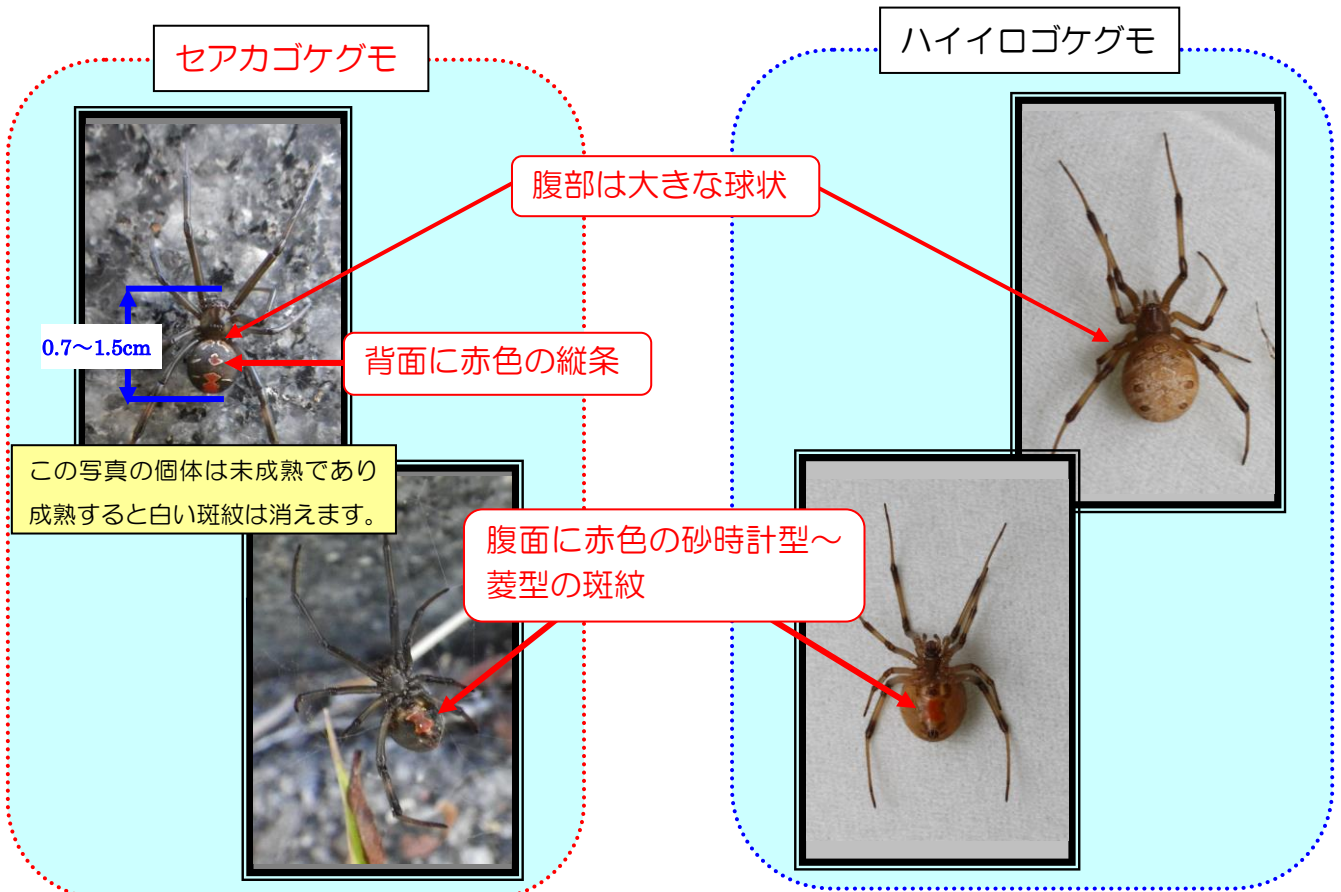 セアカゴケグモ
ハイイロゴケグモ
腹部は大きな球状
0.7～1.5cm
背面に赤色の縦条
この写真の個体は未成熟であり
成熟すると白い斑紋は消えます。
腹面に赤色の砂時計型～
菱型の斑紋